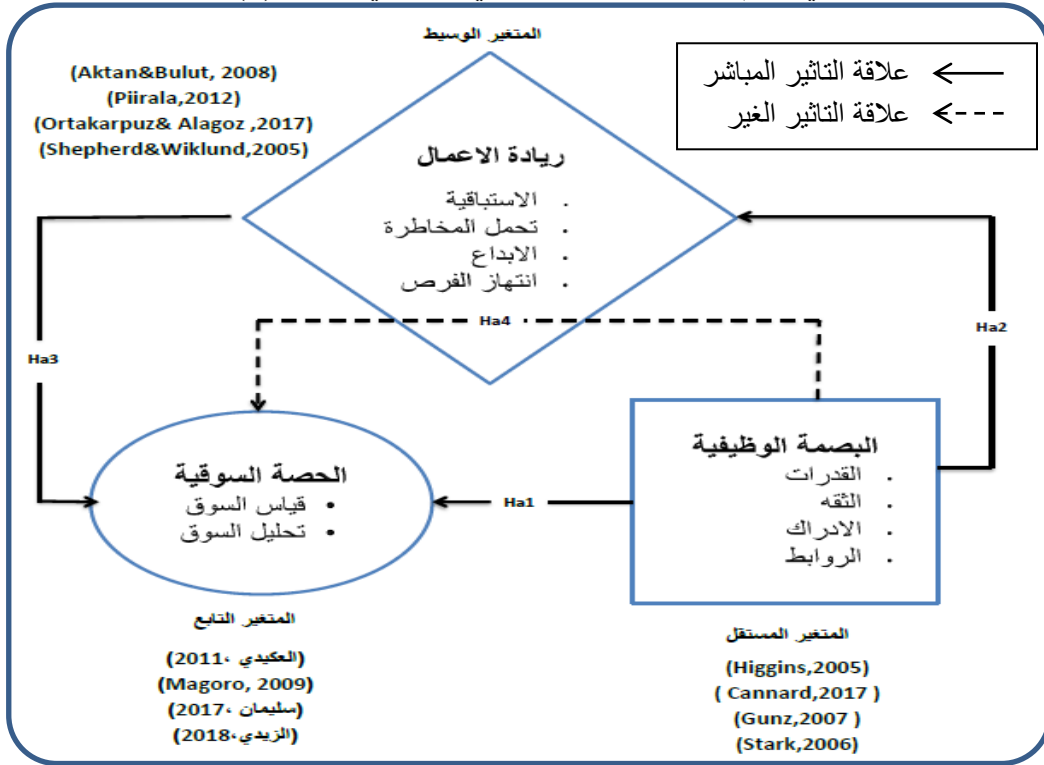 المتغير الوسيط
علاقة التاثير المباشر
علاقة التاثير الغير
(Aktan&Bulut, 2008)
(Piirala,2012)
(Ortakarpuz& Alagoz ,2017)
(Shepherd&Wiklund,2005)
ريادة الاعمال
. الاستباقية
. تحمل المخاطرة
. الابداع
. انتهاز الفرص
Ha4
Ha2
Ha3
البصمة الوظيفية
. القدرات
. الثقه
. الادراك
. الروابط
Ha1
الحصة السوقية
• قياس السوق
• تحليل السوق
المتغير المستقل
(Higgins,2005)
( Cannard,2017 )
(Gunz,2007 )
(Stark,2006)
المتغير التابع
(العكيدي ،2011)
(Magoro, 2009)
(سليمان ،2017)
(الزيدي،2018)